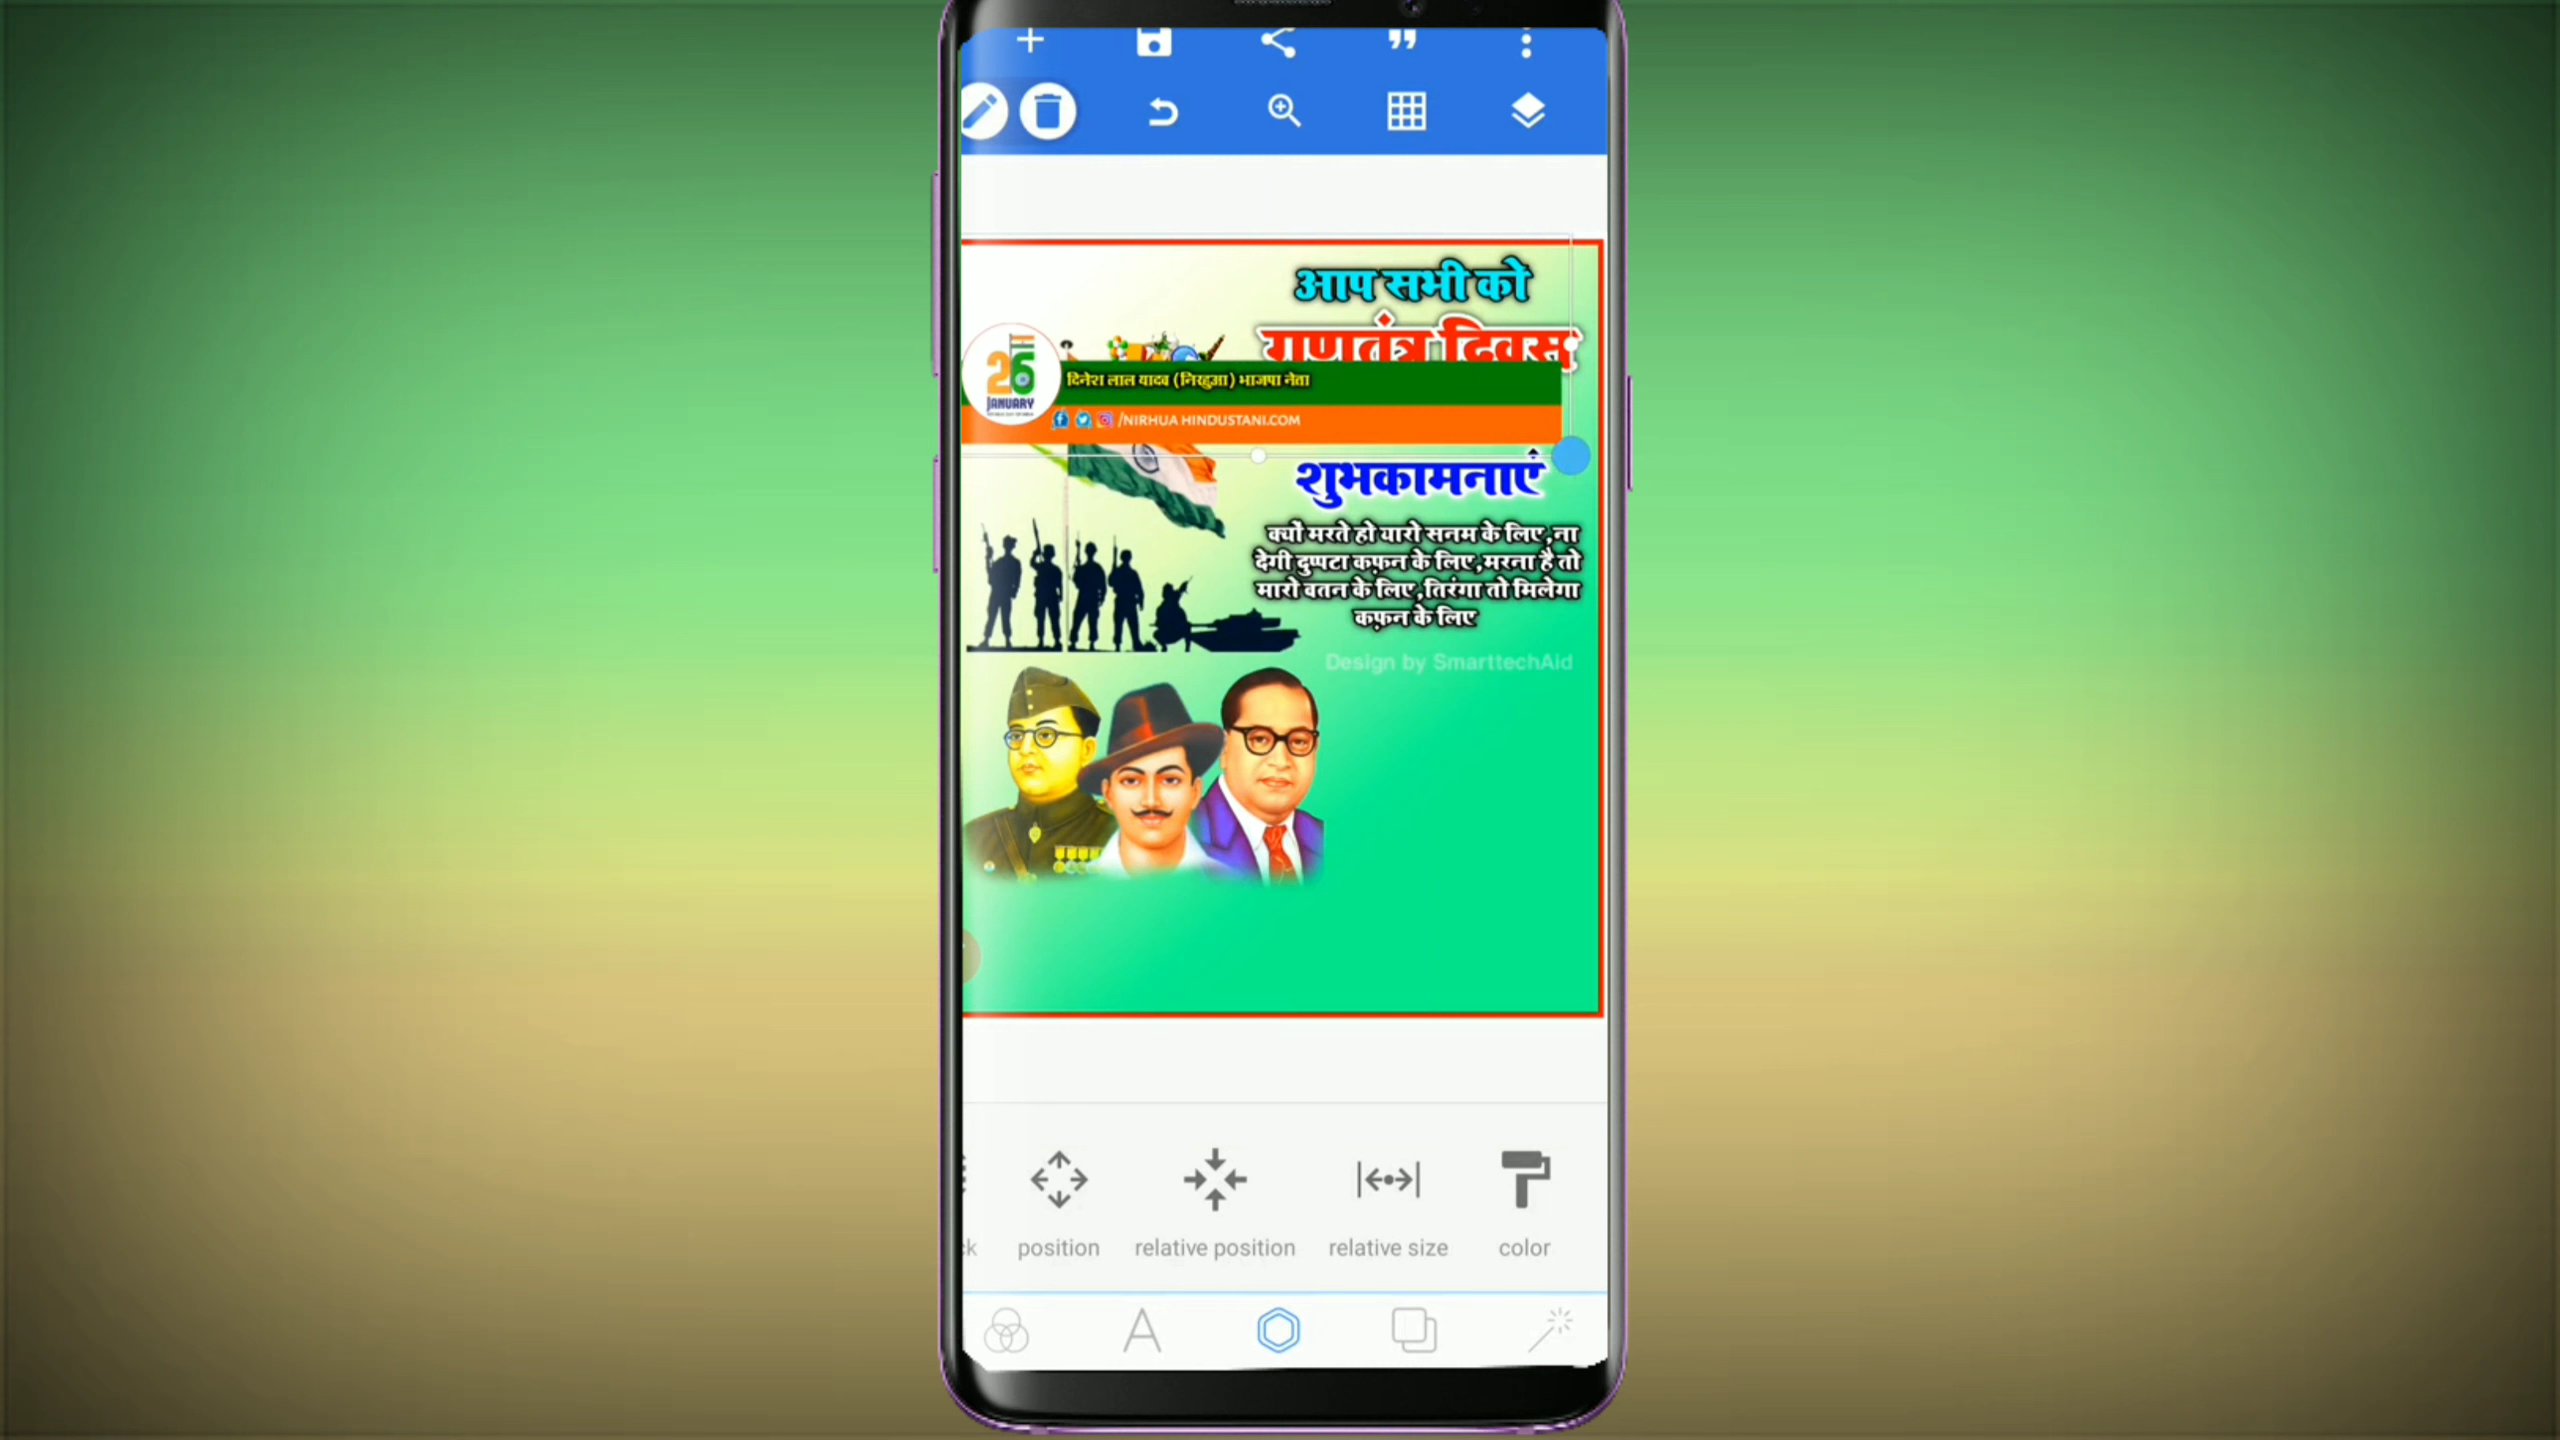 आप सभी को
गणतंत्र दिवस
26
JANUARY
दिनेश लाल यादव (निरहुआ) भाजपा नेता
/NIRHUA HINDUSTANI.COM
शुभकामनाएं
क्यों मरते हो यारो सनम के लिए,ना
देगी दुप्पटा कफ़न के लिए,मरना है तो
मारो वतन के लिए,तिरंगा तो मिलेगा
कफ़न के लिए
Design by SmarttechAid
position
relative position
relative size
color